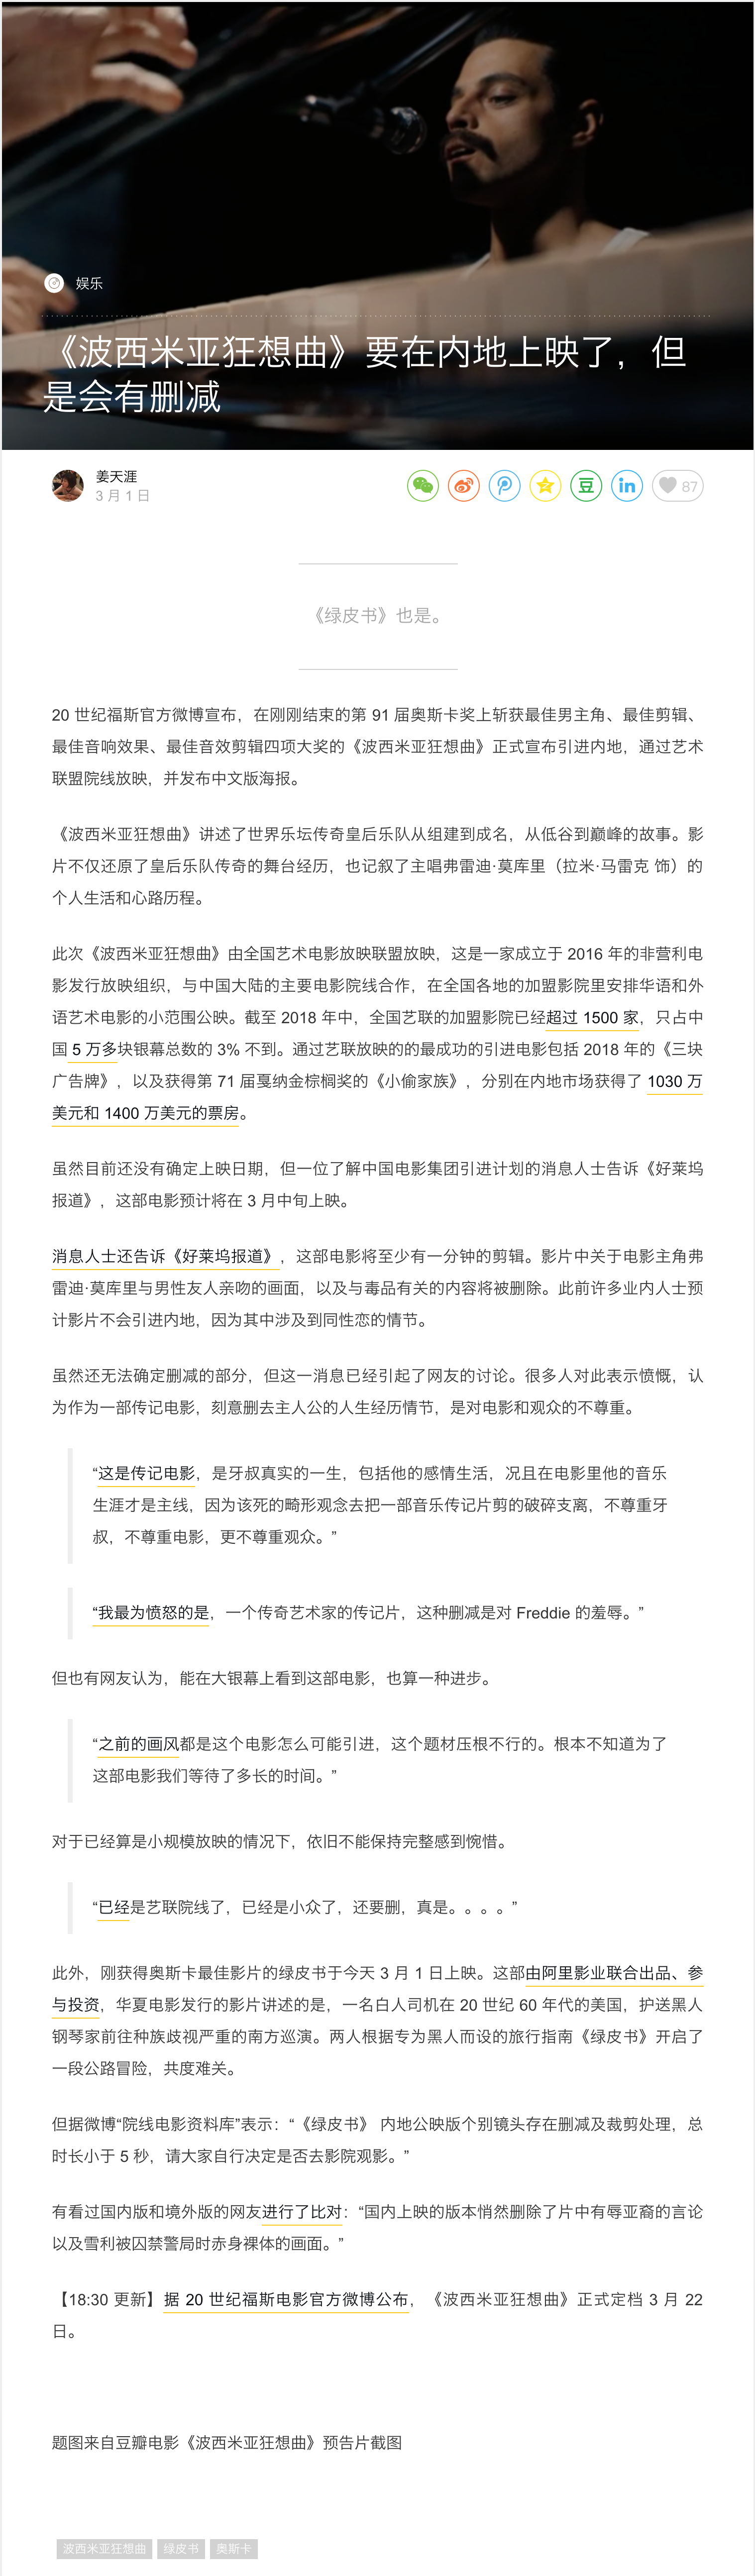 娱乐
《波西米亚狂想曲》要在内地上映了，但
是会有删减
姜天涯
3 月 1 日
豆
in
87
《绿皮书》也是。
20 世纪福斯官方微博宣布，在刚刚结束的第 91 届奥斯卡奖上斩获最佳男主角、最佳剪辑、
最佳音响效果、最佳音效剪辑四项大奖的《波西米亚狂想曲》正式宣布引进内地，通过艺术
联盟院线放映，并发布中文版海报。
《波西米亚狂想曲》讲述了世界乐坛传奇皇后乐队从组建到成名，从低谷到巅峰的故事。影
片不仅还原了皇后乐队传奇的舞台经历，也记叙了主唱弗雷迪·莫库里（拉米·马雷克 饰）的
个人生活和心路历程。
此次《波西米亚狂想曲》由全国艺术电影放映联盟放映，这是一家成立于 2016 年的非营利电
影发行放映组织，与中国大陆的主要电影院线合作，在全国各地的加盟影院里安排华语和外
语艺术电影的小范围公映。截至 2018 年中，全国艺联的加盟影院已经超过 1500 家，只占中
国 5 万多块银幕总数的 3% 不到。通过艺联放映的的最成功的引进电影包括 2018 年的《三块
广告牌》，以及获得第 71 届戛纳金棕榈奖的《小偷家族》，分别在内地市场获得了 1030 万
美元和 1400 万美元的票房。
虽然目前还没有确定上映日期，但一位了解中国电影集团引进计划的消息人士告诉《好莱坞
报道》，这部电影预计将在 3 月中旬上映。
消息人士还告诉《好莱坞报道》，这部电影将至少有一分钟的剪辑。影片中关于电影主角弗
雷迪·莫库里与男性友人亲吻的画面，以及与毒品有关的内容将被删除。此前许多业内人士预
计影片不会引进内地，因为其中涉及到同性恋的情节。
虽然还无法确定删减的部分，但这一消息已经引起了网友的讨论。很多人对此表示愤慨，认
为作为一部传记电影，刻意删去主人公的人生经历情节，是对电影和观众的不尊重。
“这是传记电影，是牙叔真实的一生，包括他的感情生活，况且在电影里他的音乐
生涯才是主线，因为该死的畸形观念去把一部音乐传记片剪的破碎支离，不尊重牙
叔，不尊重电影，更不尊重观众。”
“我最为愤怒的是，一个传奇艺术家的传记片，这种删减是对 Freddie 的羞辱。”
但也有网友认为，能在大银幕上看到这部电影，也算一种进步。
“之前的画风都是这个电影怎么可能引进，这个题材压根不行的。根本不知道为了
这部电影我们等待了多长的时间。”
对于已经算是小规模放映的情况下，依旧不能保持完整感到惋惜。
“已经是艺联院线了，已经是小众了，还要删，真是。。。。”
此外，刚获得奥斯卡最佳影片的绿皮书于今天 3 月 1 日上映。这部由阿里影业联合出品、参
与投资，华夏电影发行的影片讲述的是，一名白人司机在 20 世纪 60 年代的美国，护送黑人
钢琴家前往种族歧视严重的南方巡演。两人根据专为黑人而设的旅行指南《绿皮书》开启了
一段公路冒险，共度难关。
但据微博“院线电影资料库”表示：“《绿皮书》 内地公映版个别镜头存在删减及裁剪处理，总
时长小于 5 秒，请大家自行决定是否去影院观影。”
有看过国内版和境外版的网友进行了比对：“国内上映的版本悄然删除了片中有辱亚裔的言论
以及雪利被囚禁警局时赤身裸体的画面。”
【18:30 更新】据 20 世纪福斯电影官方微博公布，《波西米亚狂想曲》正式定档 3 月 22
日。
题图来自豆瓣电影《波西米亚狂想曲》预告片截图
波西米亚狂想曲 绿皮书 奥斯卡